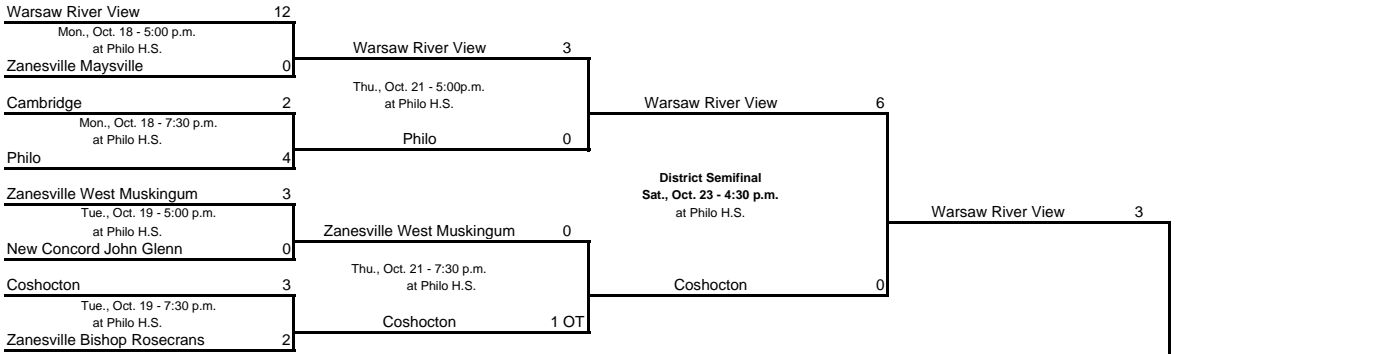 Warsaw River View 12
Mon., Oct. 18 - 5:00 p.m.
at Philo H.S.
Zanesville Maysville 0
Cambridge 2
Mon., Oct. 18 - 7:30 p.m.
at Philo H.S.
Philo 4
Zanesville West Muskingum 3
Tue., Oct. 19 - 5:00 p.m.
at Philo H.S.
New Concord John Glenn 0
Coshocton 3
Tue., Oct. 19 - 7:30 p.m.
at Philo H.S.
Zanesville Bishop Rosecrans 2
Warsaw River View 3
Thu., Oct. 21 - 5:00p.m.
at Philo H.S.
Philo 0
Zanesville West Muskingum 0
Thu., Oct. 21 - 7:30 p.m.
at Philo H.S.
Coshocton 1 OT
Warsaw River View 6
District Semifinal
Sat., Oct. 23 - 4:30 p.m.
at Philo H.S.
Coshocton 0
Warsaw River View 3